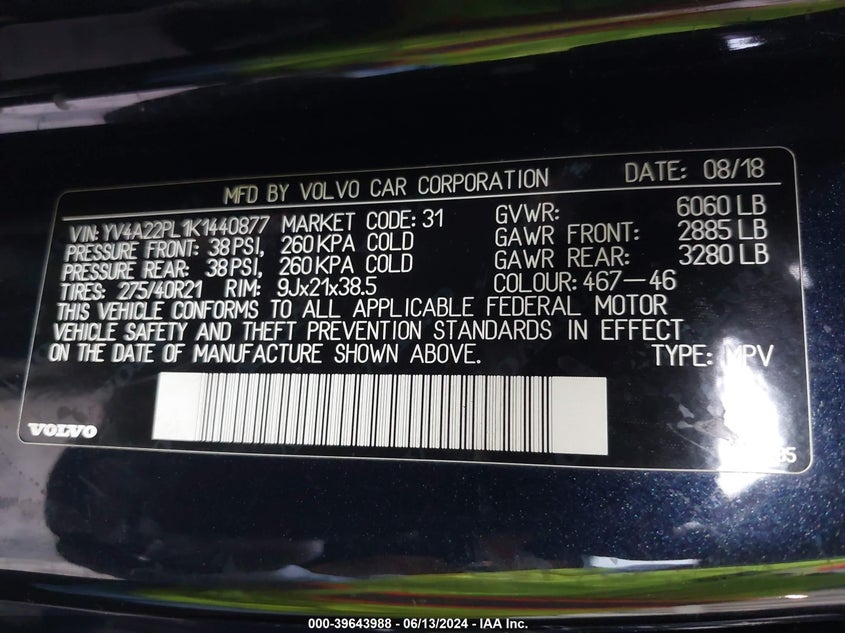 MFD BY VOLVO CAR CORPORATION DATE: 08/18
VIN: YV4A22PL1K1440877 MARKET CODE: 31 GVWR: 6060 LB
PRESSURE FRONT: 38 PSI, 260 KPA COLD GAWR FRONT: 2885 LB
PRESSURE REAR: 38 PSI, 260 KPA COLD GAWR REAR: 3280 LB
TIRES: 275/40R21 RIM: 9Jx21x38.5 COLOUR: 467-46
THIS VEHICLE CONFORMS TO ALL APPLICABLE FEDERAL MOTOR
VEHICLE SAFETY AND THEFT PREVENTION STANDARDS IN EFFECT
ON THE DATE OF MANUFACTURE SHOWN ABOVE. TYPE: MPV
VOLVO
000-39643988 - 06/13/2024 - IAA Inc.